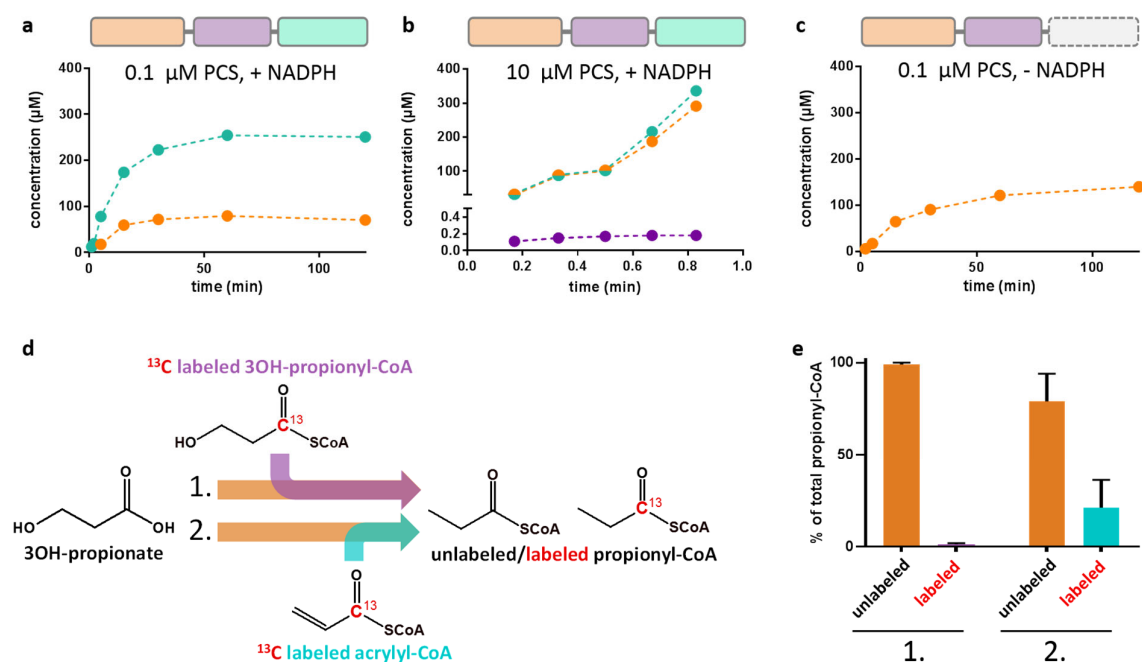 a
0.1 µM PCS, + NADPH
concentration (µM)
400
300
200
100
0
0
50
100
time (min)
b
10 µM PCS, + NADPH
concentration (µM)
400
300
200
100
0.4
0.2
0.0
0.0
0.2
0.4
0.6
0.8
1.0
time (min)
c
0.1 µM PCS, - NADPH
concentration (µM)
400
300
200
100
0
0
50
100
time (min)
d
13C labeled 3OH-propionyl-CoA
O
C13
HO
SCoA
1.
2.
O
HO
OH
3OH-propionate
O
SCoA
O
C13
SCoA
unlabeled/labeled propionyl-CoA
O
C13
SCoA
13C labeled acrylyl-CoA
e
% of total propionyl-CoA
100
50
0
unlabeled
labeled
unlabeled
labeled
1.
2.